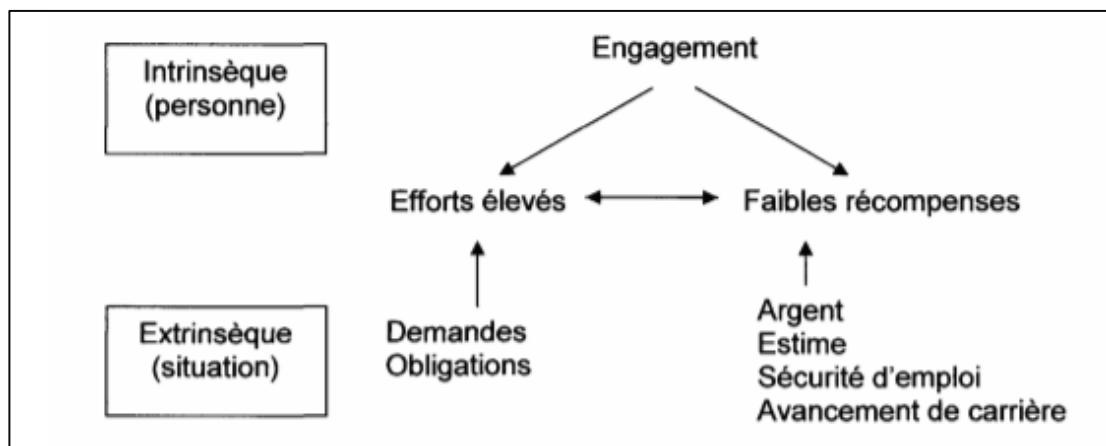 Intrinsèque
(personne)
Engagement
Efforts élevés
Faibles récompenses
Extrinsèque
(situation)
Demandes
Obligations
Argent
Estime
Sécurité d'emploi
Avancement de carrière